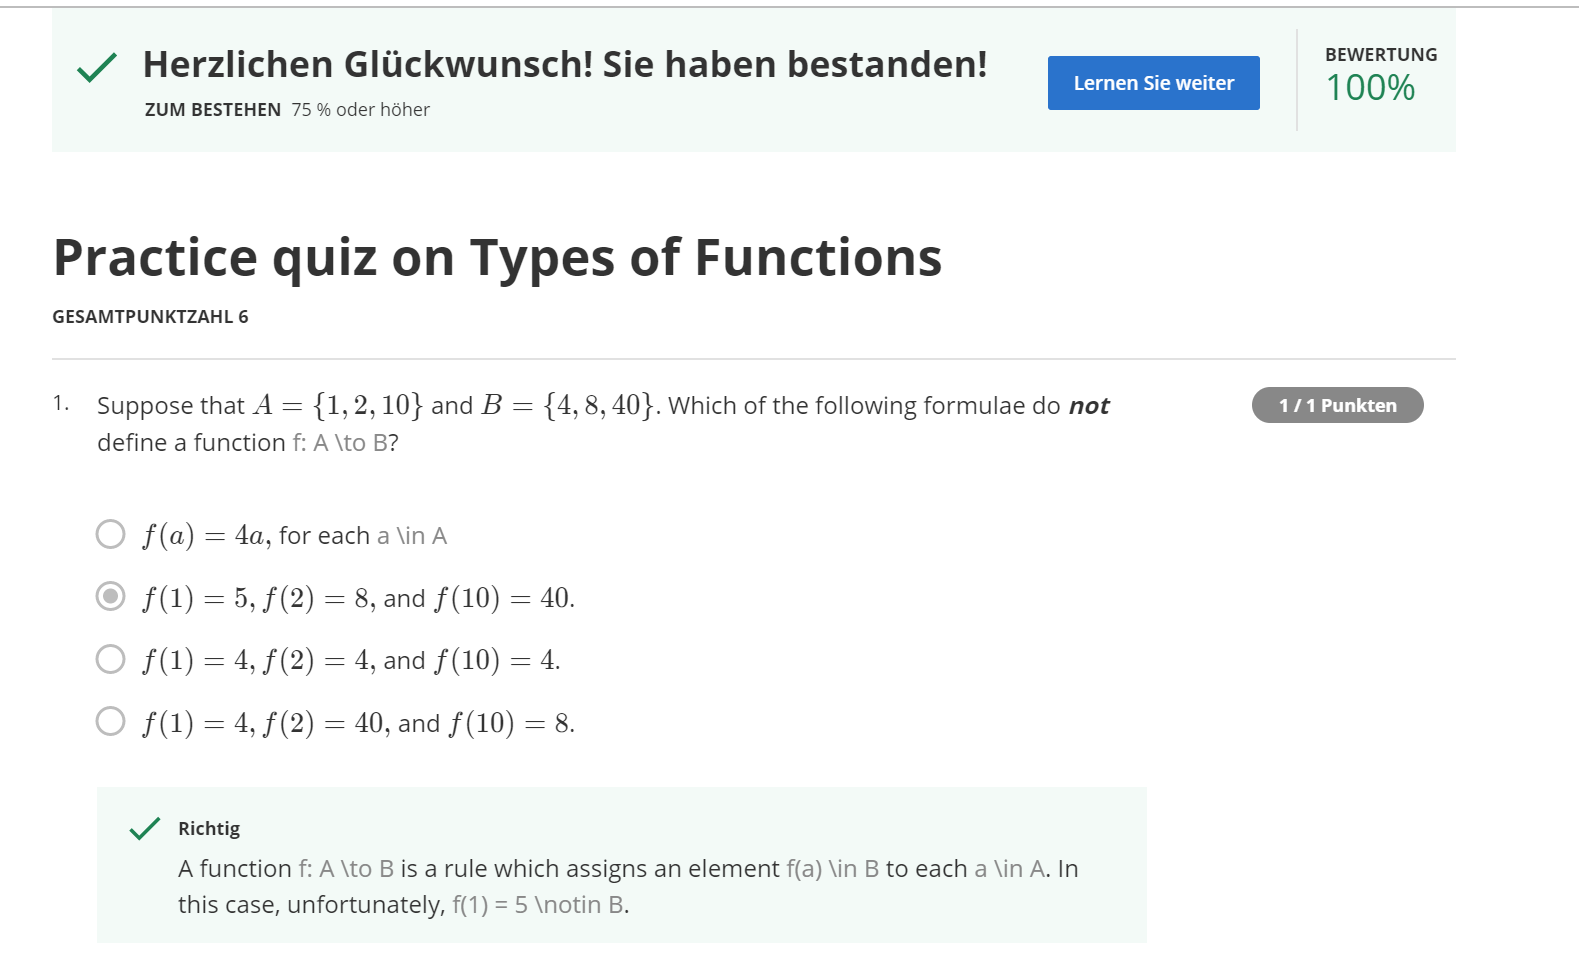 Herzlichen Glückwunsch! Sie haben bestanden!
ZUM BESTEHEN 75 % oder höher
Lernen Sie weiter
BEWERTUNG
100%
Practice quiz on Types of Functions
GESAMTPUNKTZAHL 6
1. Suppose that A = {1, 2, 10} and B = {4, 8, 40}. Which of the following formulae do not
define a function f: A \to B?
1 / 1 Punkten
f(a) = 4a, for each a \in A
f(1) = 5, f(2) = 8, and f(10) = 40.
f(1) = 4, f(2) = 4, and f(10) = 4.
f(1) = 4, f(2) = 40, and f(10) = 8.
Richtig
A function f: A \to B is a rule which assigns an element f(a) \in B to each a \in A. In
this case, unfortunately, f(1) = 5 \notin B.